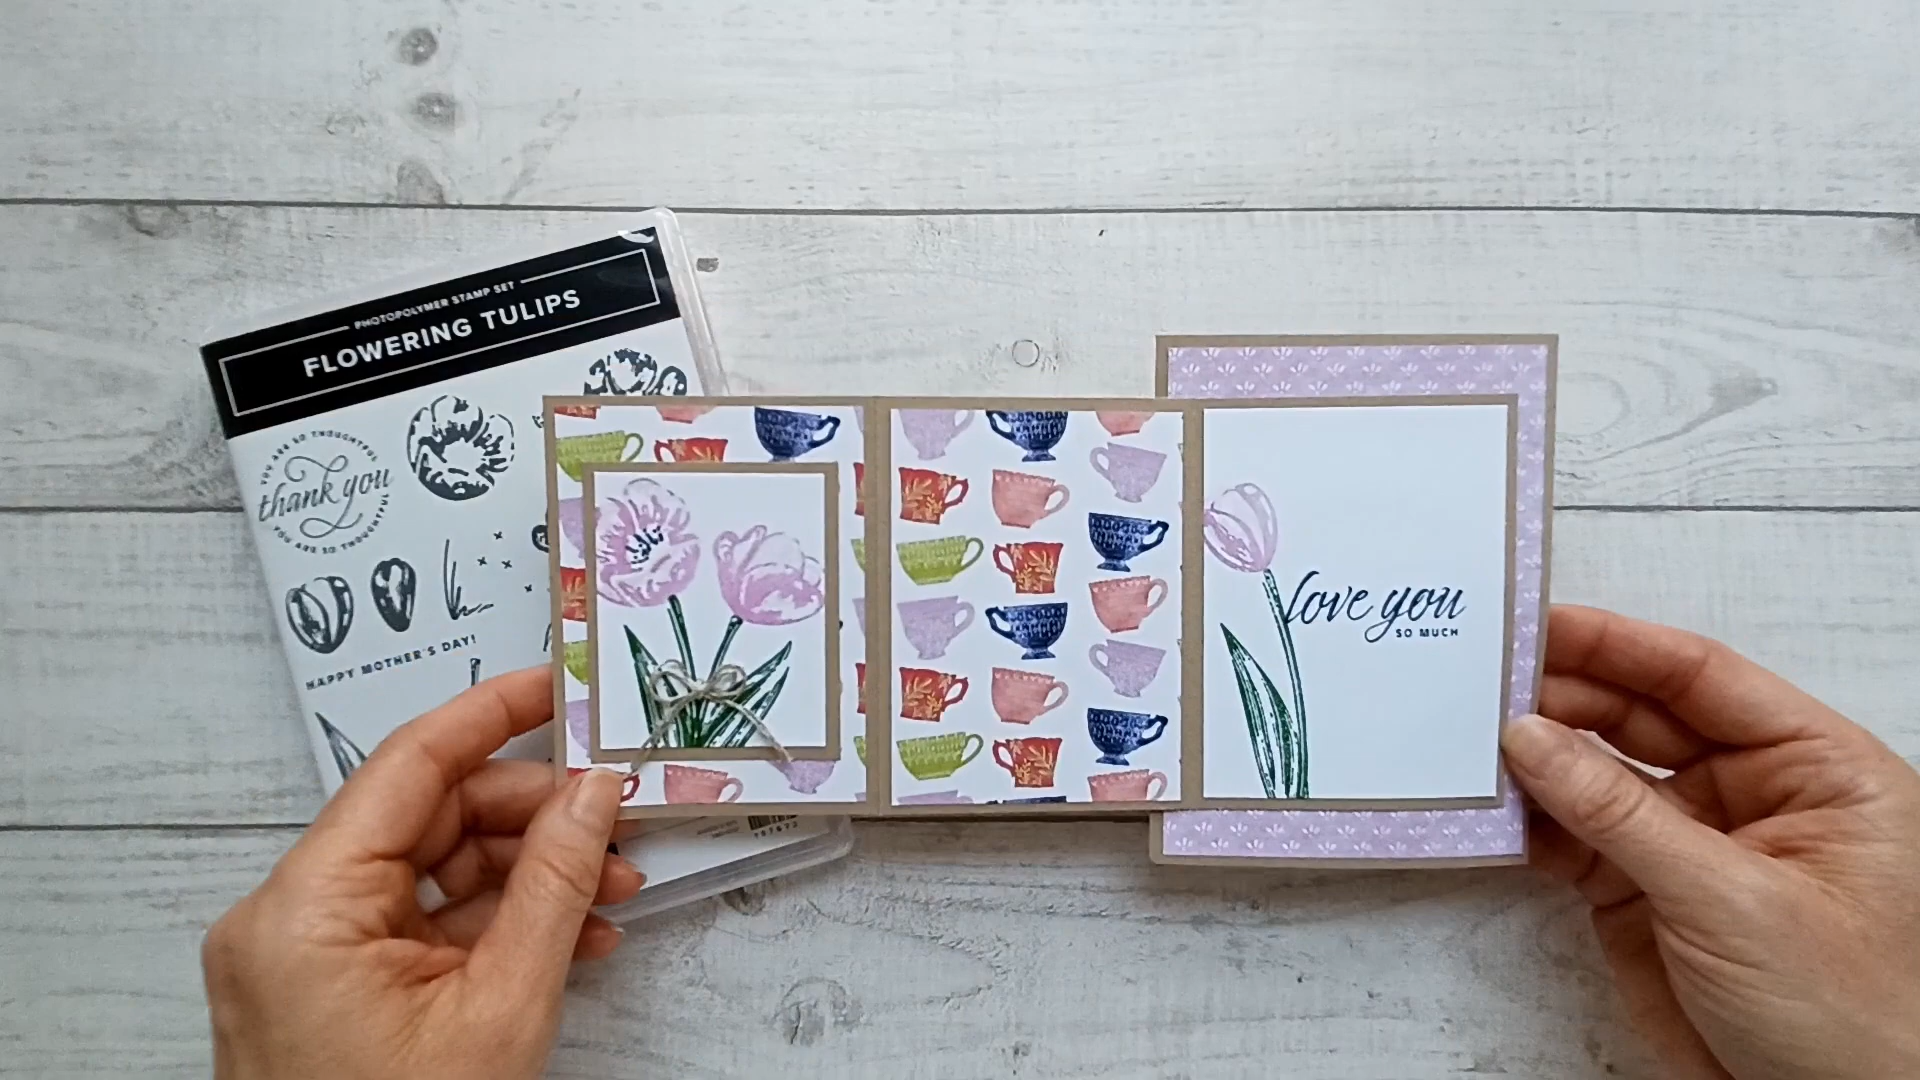 PHOTOPOLYMER STAMP SET
FLOWERING TULIPS
YOU ARE SO THOUGHTFUL
thank you
YOU ARE SO THOUGHTFUL
HAPPY MOTHER'S DAY!
love you
SO MUCH